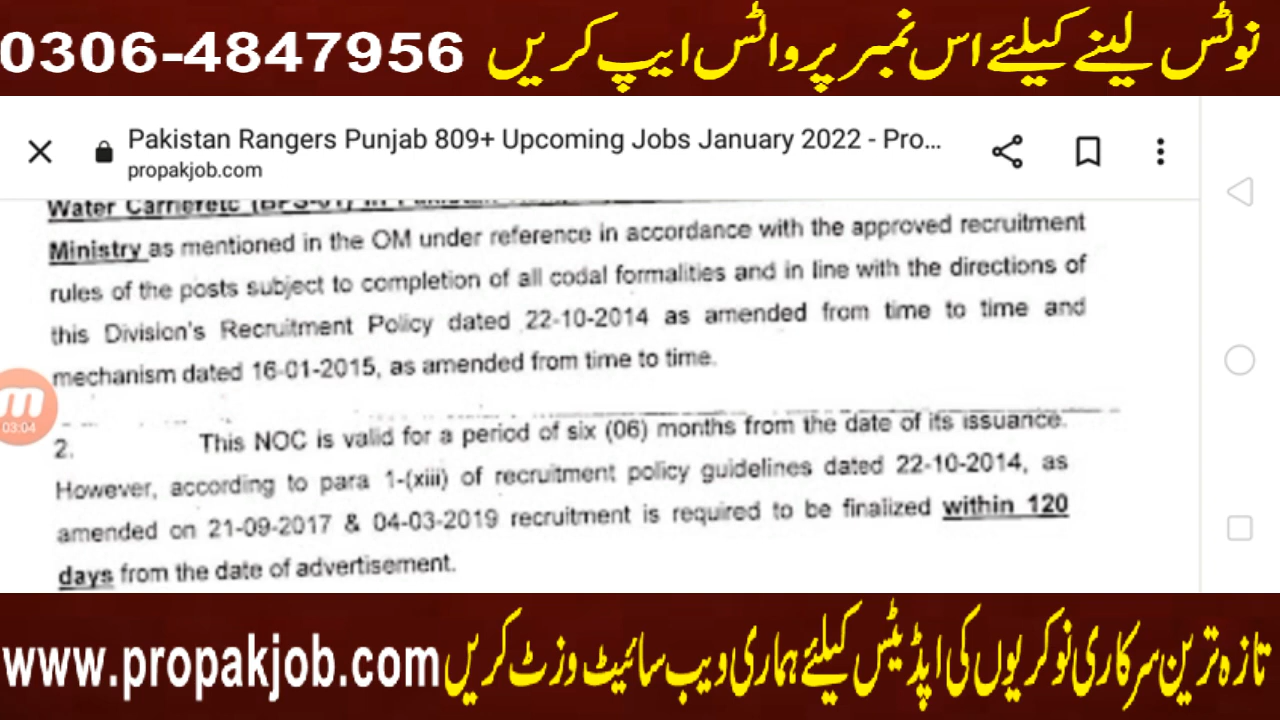 0306-4847956 نوٹس لینے کیلئے اس نمبر پر واٹس ایپ کریں
Pakistan Rangers Punjab 809+ Upcoming Jobs January 2022 - Pro...
propakjob.com
Water Carrieretc (BPS-01) in Pakistan
Ministry as mentioned in the OM under reference in accordance with the approved recruitment
rules of the posts subject to completion of all codal formalities and in line with the directions of
this Division's Recruitment Policy dated 22-10-2014 as amended from time to time and
mechanism dated 16-01-2015, as amended from time to time.
03:04
2. This NOC is valid for a period of six (06) months from the date of its issuance.
However, according to para 1-(xiii) of recruitment policy guidelines dated 22-10-2014, as
amended on 21-09-2017 & 04-03-2019 recruitment is required to be finalized within 120
days from the date of advertisement.
www.propakjob.com تازہ ترین سرکاری نوکریوں کی اپڈیٹس کیلئے ہماری ویب سائیٹ وزٹ کریں